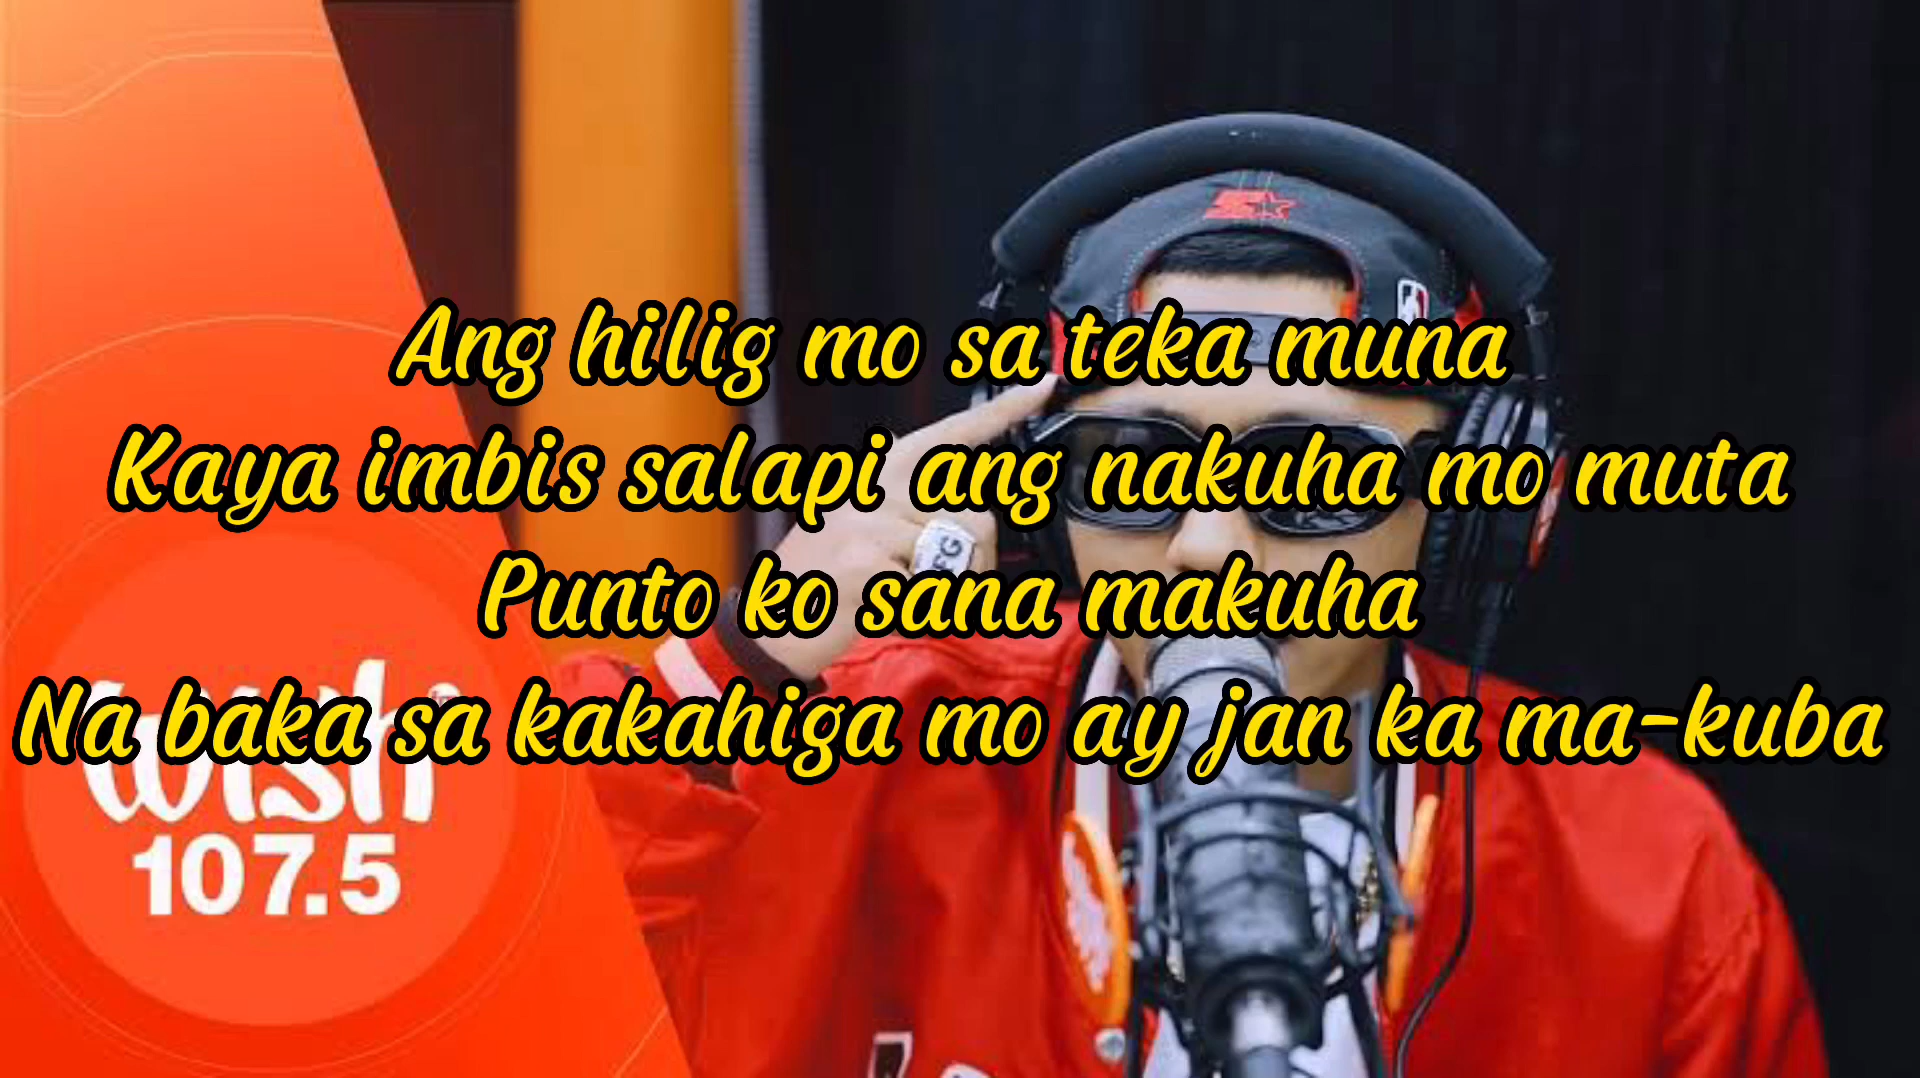 Ang hilig mo sa teka muna
Kaya imbis salapi ang nakuha mo muta
Punto ko sana makuha
Na baka sa kakahiga mo ay jan ka ma-kuba
wish
107.5
FG